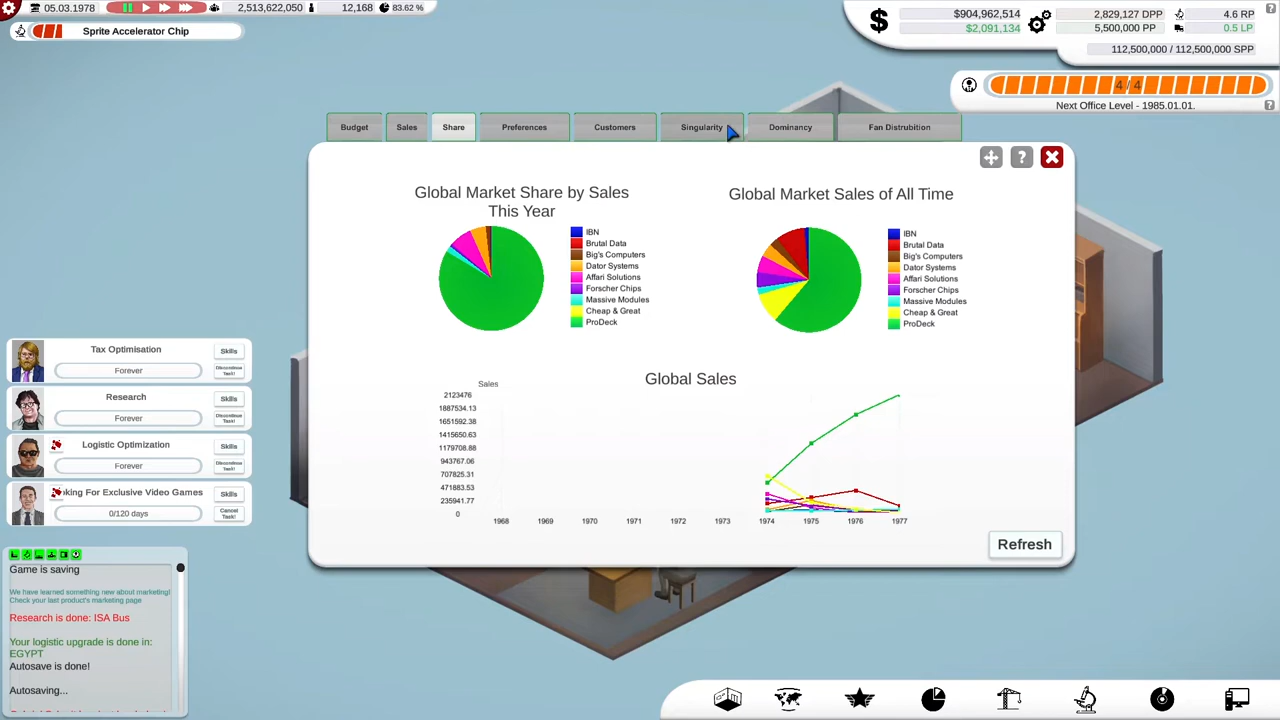 05.03.1978
2,513,622,050
12,168
83.62 %
Sprite Accelerator Chip
$904,962,514
$2,091,134
2,829,127 DPP
5,500,000 PP
4.6 RP
0.5 LP
112,500,000 / 112,500,000 SPP
4 / 4
Next Office Level - 1985.01.01.
?
?
Budget
Sales
Share
Preferences
Customers
Singularity
Dominancy
Fan Distrubition
?
Global Market Share by Sales
This Year
IBN
Brutal Data
Big's Computers
Dator Systems
Affari Solutions
Forscher Chips
Massive Modules
Cheap & Great
ProDeck
Global Market Sales of All Time
IBN
Brutal Data
Big's Computers
Dator Systems
Affari Solutions
Forscher Chips
Massive Modules
Cheap & Great
ProDeck
Global Sales
Sales
2123476
1887534.13
1651592.38
1415650.63
1179708.88
943767.06
707825.31
471883.53
235941.77
0
1968
1969
1970
1971
1972
1973
1974
1975
1976
1977
Refresh
Tax Optimisation
Forever
Skills
Discontinue
Task!
Research
Forever
Skills
Discontinue
Task!
Logistic Optimization
Forever
Skills
Discontinue
Task!
king For Exclusive Video Games
0/120 days
Skills
Cancel
Task!
Game is saving
We have learned something new about marketing!
Check your last product's marketing page
Research is done: ISA Bus
Your logistic upgrade is done in:
EGYPT
Autosave is done!
Autosaving...